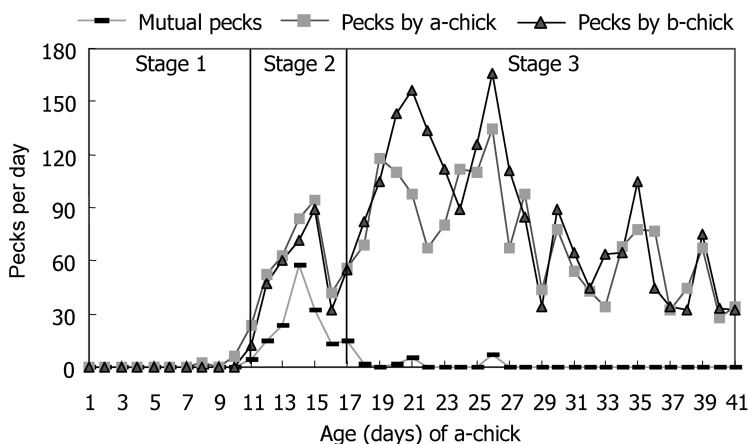 Mutual pecks Pecks by a-chick Pecks by b-chick
180
150
120
90
60
30
0
Stage 1 Stage 2 Stage 3
Pecks per day
1 3 5 7 9 11 13 15 17 19 21 23 25 27 29 31 33 35 37 39 41
Age (days) of a-chick